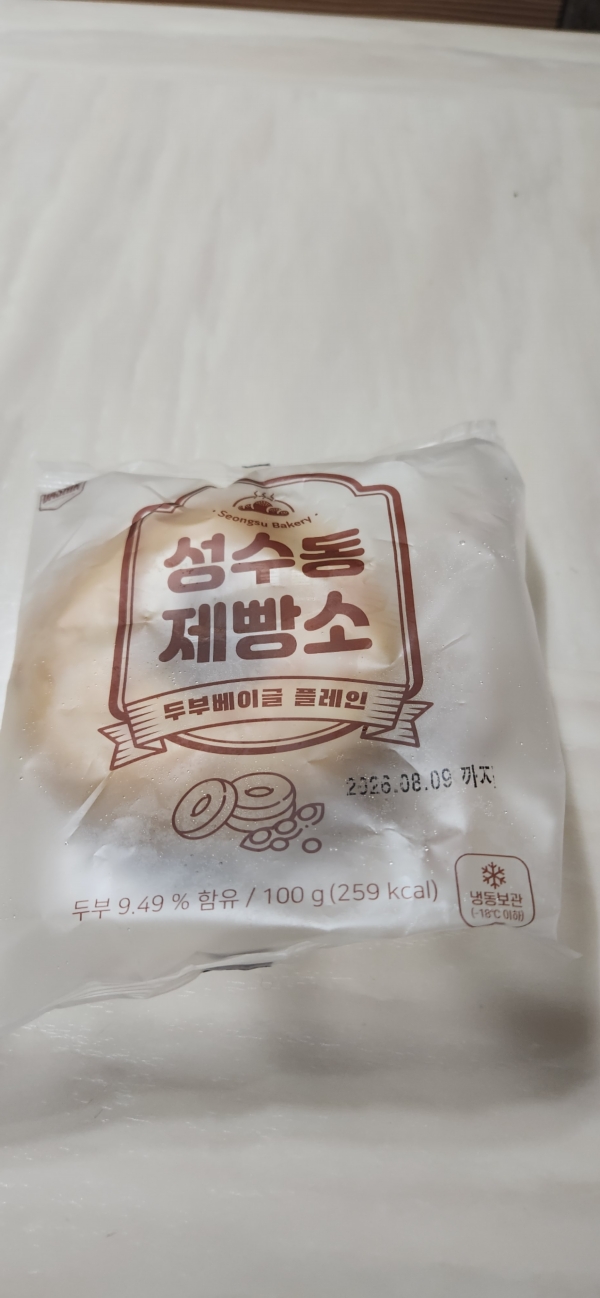 Seongsu Bakery
성수동
제빵소
두부베이글 플레인
2026.08.09 까지
두부 9.49 % 함유 / 100 g (259 kcal)
냉동보관
(-18℃ 이하)